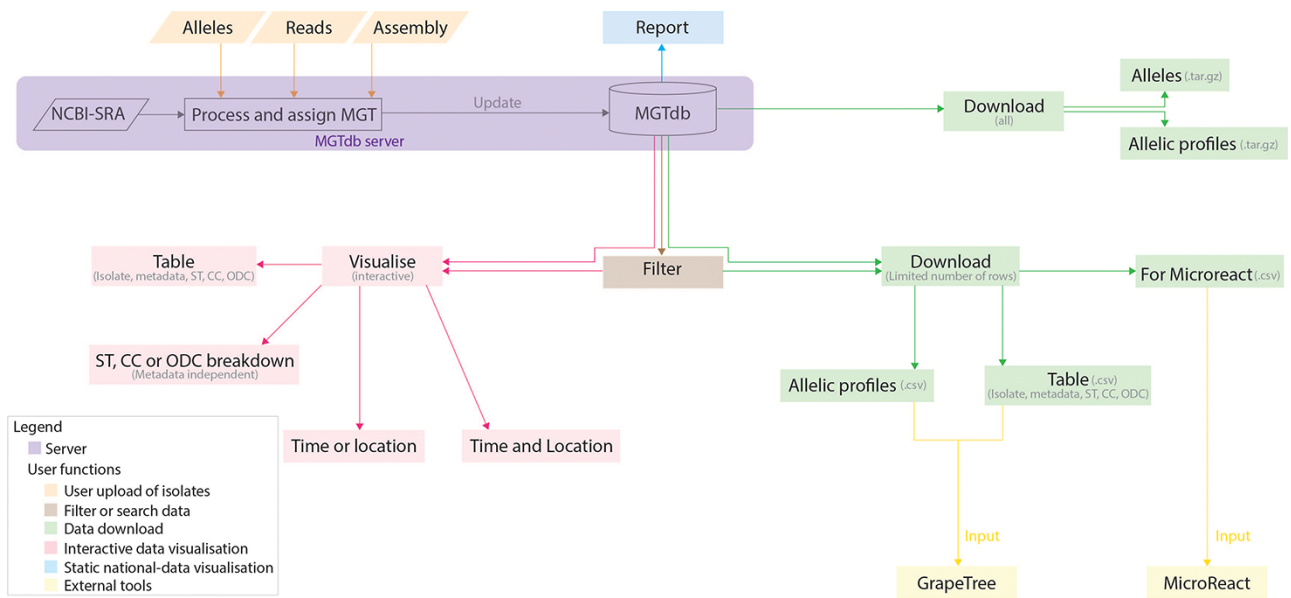 Alleles
Reads
Assembly
Report
NCBI-SRA
Process and assign MGT
Update
MGTdb
MGTdb server
Download
(all)
Alleles (.tar.gz)
Allelic profiles (.tar.gz)
Table
(Isolate, metadata, ST, CC, ODC)
Visualise
(interactive)
Filter
Download
(Limited number of rows)
For Microreact (.csv)
ST, CC or ODC breakdown
(Metadata independent)
Time or location
Time and Location
Allelic profiles (.csv)
Table (.csv)
(Isolate, metadata, ST, CC, ODC)
Input
Input
GrapeTree
MicroReact
Legend
Server
User functions
User upload of isolates
Filter or search data
Data download
Interactive data visualisation
Static national-data visualisation
External tools